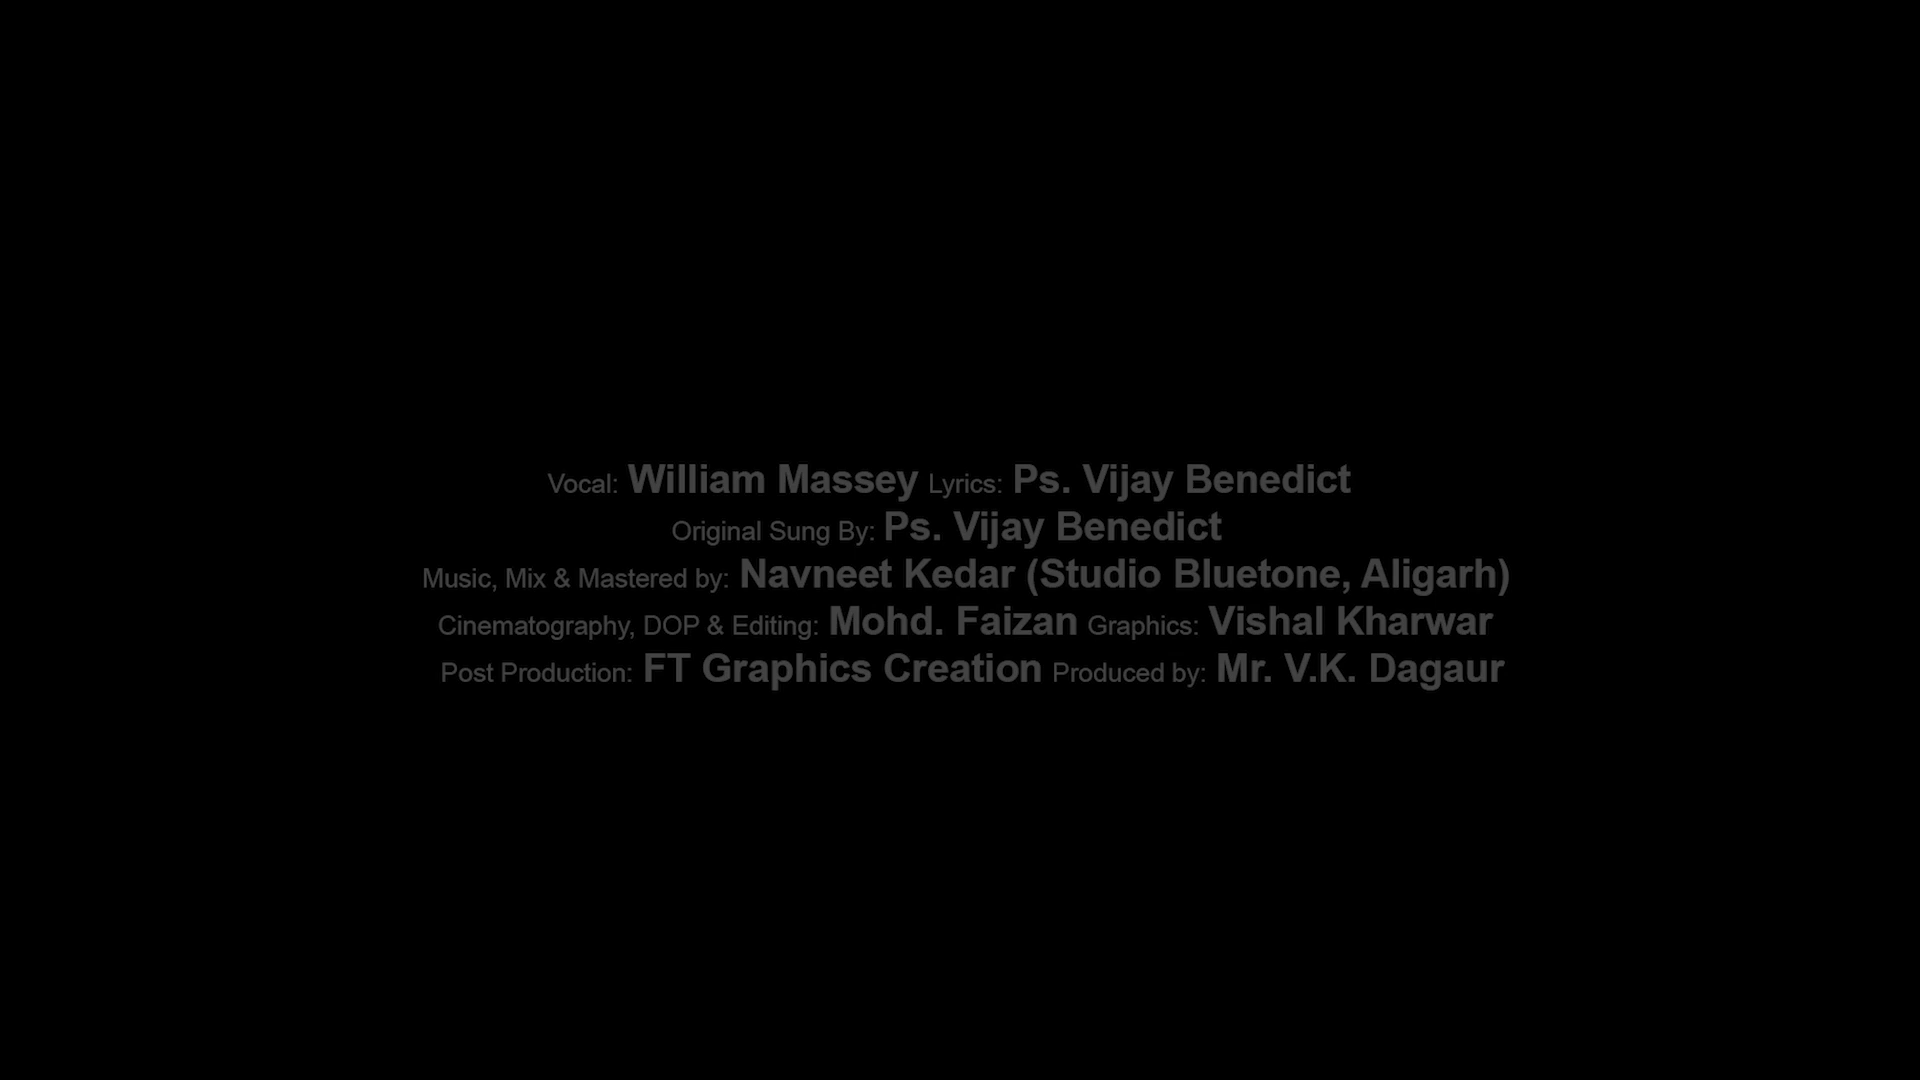 Vocal: William Massey Lyrics: Ps. Vijay Benedict
Original Sung By: Ps. Vijay Benedict
Music, Mix & Mastered by: Navneet Kedar (Studio Bluetone, Aligarh)
Cinematography, DOP & Editing: Mohd. Faizan Graphics: Vishal Kharwar
Post Production: FT Graphics Creation Produced by: Mr. V.K. Dagaur